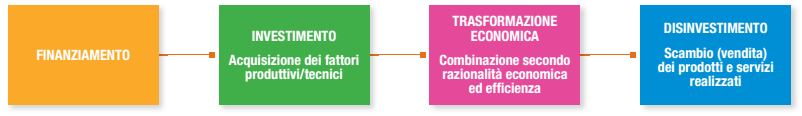 FINANZIAMENTO
INVESTIMENTO
Acquisizione dei fattori
produttivi/tecnici
TRASFORMAZIONE
ECONOMICA
Combinazione secondo
razionalità economica
ed efficienza
DISINVESTIMENTO
Scambio (vendita)
dei prodotti e servizi
realizzati